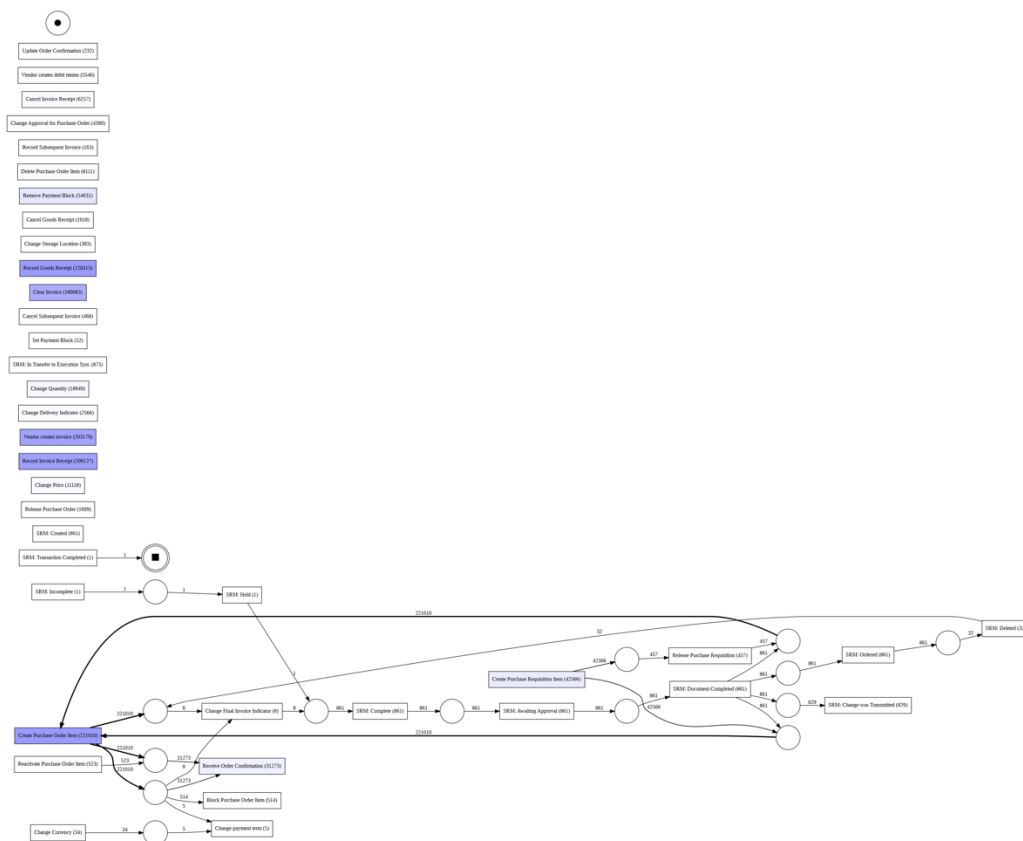 Update Order Confirmation (232)
Vendor creates debit memo (5546)
Cancel Invoice Receipt (6257)
Change Approval for Purchase Order (4390)
Record Subsequent Invoice (163)
Delete Purchase Order Item (8111)
Remove Payment Block (54631)
Cancel Goods Receipt (1918)
Change Storage Location (383)
Record Goods Receipt (220415)
Clear Invoice (180083)
Cancel Subsequent Invoice (468)
Set Payment Block (52)
SRM: In Transfer to Execution Syst. (875)
Change Quantity (18949)
Change Delivery Indicator (2566)
Vendor creates invoice (203179)
Record Invoice Receipt (208127)
Change Price (11118)
Release Purchase Order (1609)
SRM: Created (861)
SRM: Transaction Completed (1)
1
SRM: Incomplete (1)
1
1
SRM: Held (1)
221010
32
SRM: Deleted (32
457
861
SRM: Ordered (861)
861
32
42566
457
Release Purchase Requisition (457)
861
Create Purchase Requisition Item (42566)
861
SRM: Document Completed (861)
861
1
42566
861
829
SRM: Change was Transmitted (829)
8
Change Final Invoice Indicator (8)
8
861
SRM: Complete (861)
861
861
SRM: Awaiting Approval (861)
861
221010
Create Purchase Order Item (221010)
221010
221010
523
221010
Reactivate Purchase Order Item (523)
31273
8
Receive Order Confirmation (31273)
31273
514
Block Purchase Order Item (514)
5
Change Currency (34)
34
5
Change payment term (5)